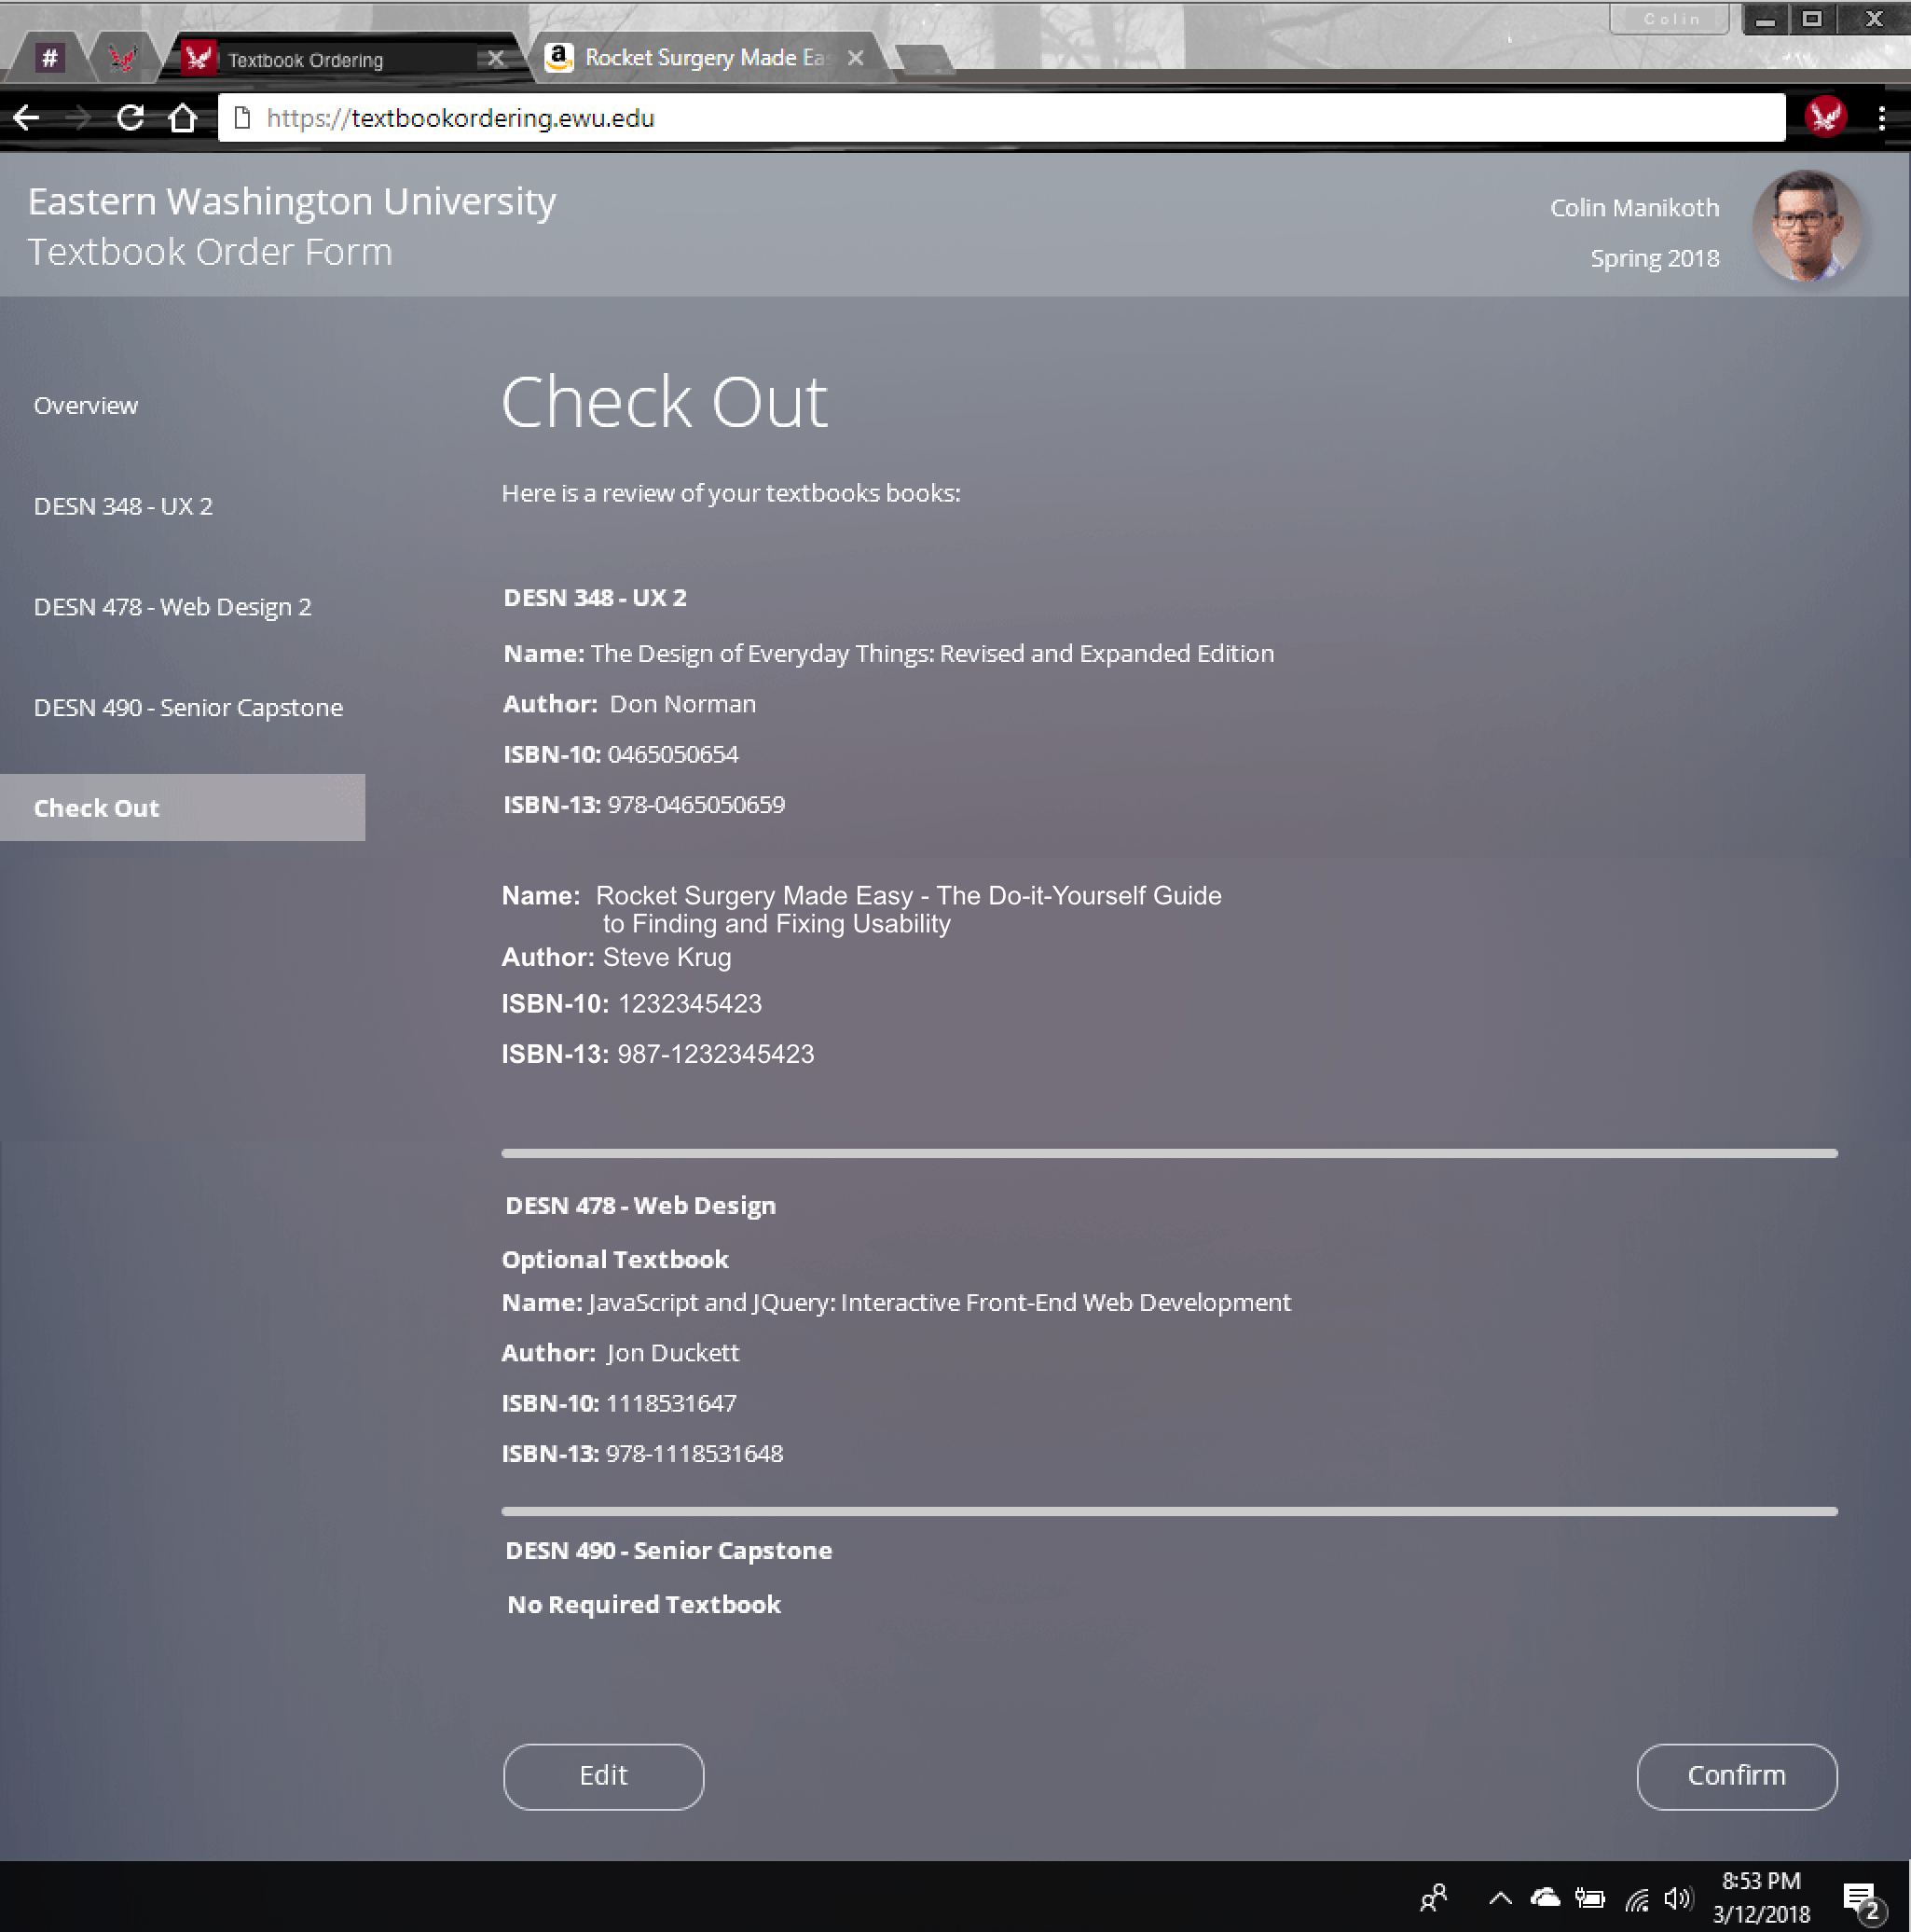 Colin
#
Textbook Ordering
Rocket Surgery Made Ea
https://textbookordering.ewu.edu
Eastern Washington University
Textbook Order Form
Colin Manikoth
Spring 2018
Overview
DESN 348 - UX 2
DESN 478 - Web Design 2
DESN 490 - Senior Capstone
Check Out
Check Out
Here is a review of your textbooks books:
DESN 348 - UX 2
Name: The Design of Everyday Things: Revised and Expanded Edition
Author: Don Norman
ISBN-10: 0465050654
ISBN-13: 978-0465050659
Name: Rocket Surgery Made Easy - The Do-it-Yourself Guide
to Finding and Fixing Usability
Author: Steve Krug
ISBN-10: 1232345423
ISBN-13: 987-1232345423
DESN 478 - Web Design
Optional Textbook
Name: JavaScript and JQuery: Interactive Front-End Web Development
Author: Jon Duckett
ISBN-10: 1118531647
ISBN-13: 978-1118531648
DESN 490 - Senior Capstone
No Required Textbook
Edit
Confirm
8:53 PM
3/12/2018
2